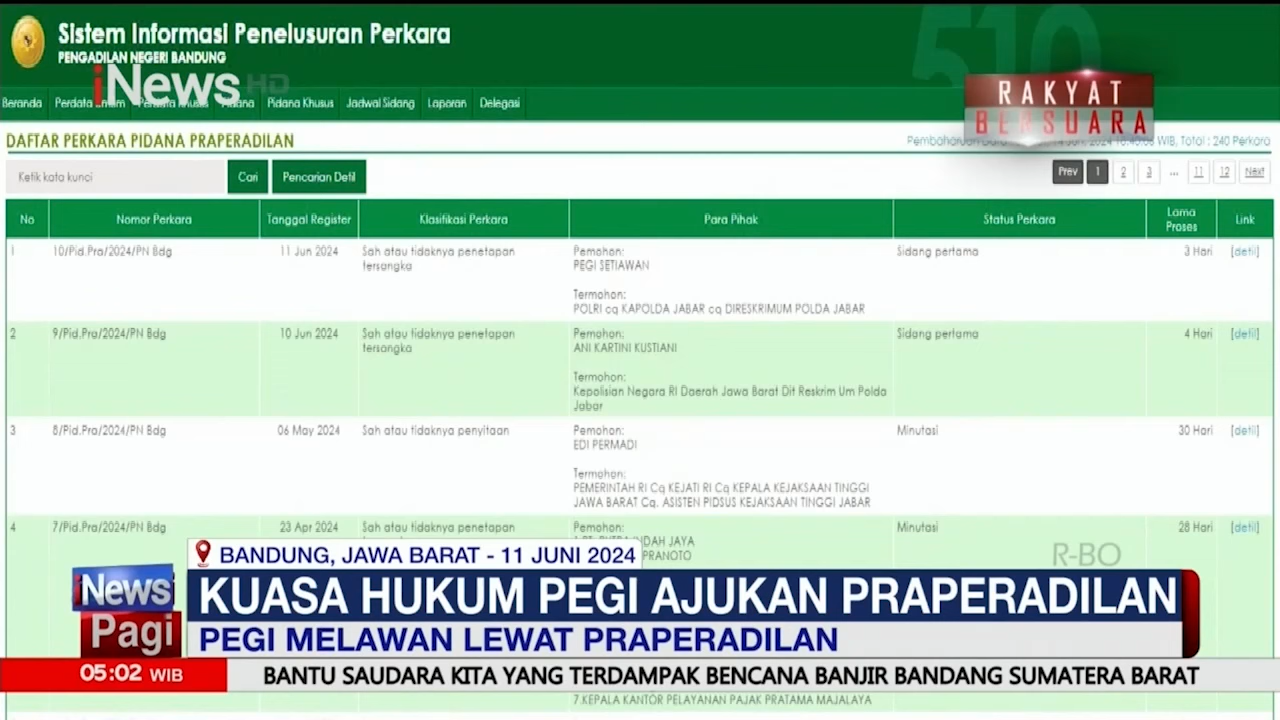 Sistem Informasi Penelusuran Perkara
PENGADILAN NEGERI BANDUNG
iNews HD
RAKYAT
BERSUARA
Beranda Perdata Umum Perdata Khusus Pidana Pidana Khusus Jadwal Sidang Laporan Delegasi
DAFTAR PERKARA PIDANA PRAPERADILAN
2024 WIB, Total : 240 Perkara
Ketik kata kunci Cari Pencarian Detil
Prev 1 2 3 ... 11 12 Next
No Nomor Perkara Tanggal Register Klasifikasi Perkara Para Pihak Status Perkara Lama Proses Link
1 10/Pid.Pra/2024/PN Bdg 11 Jun 2024 Sah atau tidaknya penetapan Pemohon: Sidang pertama 3 Hari [detil]
tersangka PEGI SETIAWAN
Termohon:
POLRI cq KAPOLDA JABAR cq DIRESKRIMUM POLDA JABAR
2 9/Pid.Pra/2024/PN Bdg 10 Jun 2024 Sah atau tidaknya penetapan Pemohon: Sidang pertama 4 Hari [detil]
tersangka ANI KARTINI KUSTIANI
Termohon:
Kepolisian Negara RI Daerah Jawa Barat Dit Reskrim Um Polda
Jabar
3 8/Pid.Pra/2024/PN Bdg 06 May 2024 Sah atau tidaknya penyitaan Pemohon: Minutasi 30 Hari [detil]
EDI PERMADI
Termohon:
PEMERINTAH RI Cq KEJATI RI Cq KEPALA KEJAKSAAN TINGGI
JAWA BARAT Cq. ASISTEN PIDSUS KEJAKSAAN TINGGI JABAR
4 7/Pid.Pra/2024/PN Bdg 23 Apr 2024 Sah atau tidaknya penetapan Pemohon: Minutasi 28 Hari [detil]
INDAH JAYA
PRANOTO
R-BO
BANDUNG, JAWA BARAT - 11 JUNI 2024
iNews
Pagi
KUASA HUKUM PEGI AJUKAN PRAPERADILAN
PEGI MELAWAN LEWAT PRAPERADILAN
05:02 WIB BANTU SAUDARA KITA YANG TERDAMPAK BENCANA BANJIR BANDANG SUMATERA BARAT
7.KEPALA KANTOR PELAYANAN PAJAK PRATAMA MAJALAYA